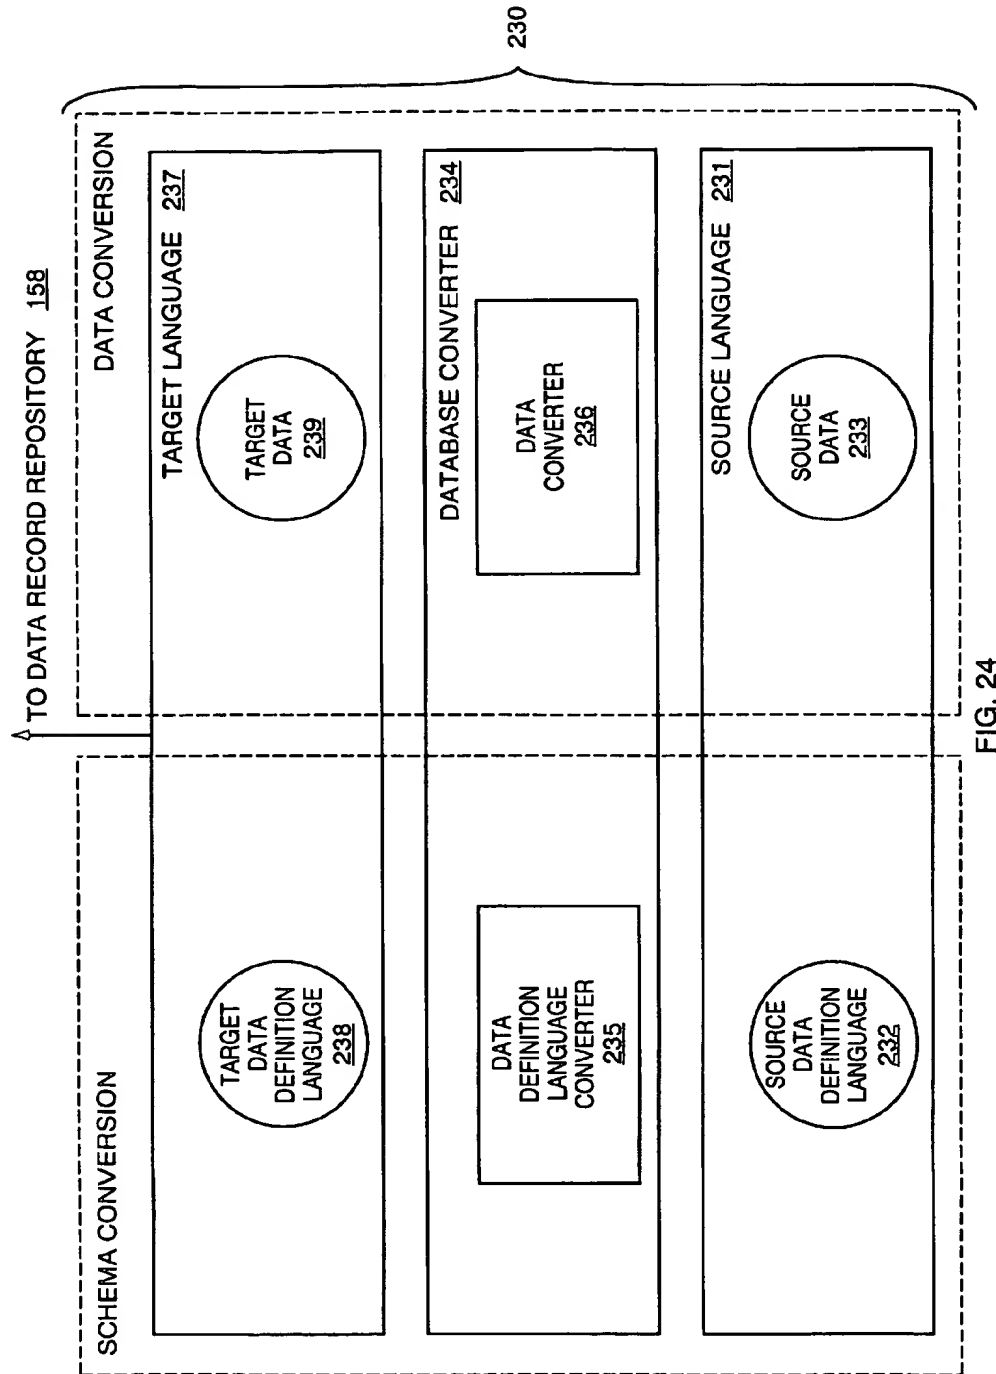 TO DATA RECORD REPOSITORY 158
SCHEMA CONVERSION
DATA CONVERSION
TARGET LANGUAGE 237
TARGET
DATA
DEFINITION
LANGUAGE
238
TARGET
DATA
239
DATABASE CONVERTER 234
DATA
DEFINITION
LANGUAGE
CONVERTER
235
DATA
CONVERTER
236
SOURCE LANGUAGE 231
SOURCE
DATA
DEFINITION
LANGUAGE
232
SOURCE
DATA
233
230
FIG. 24